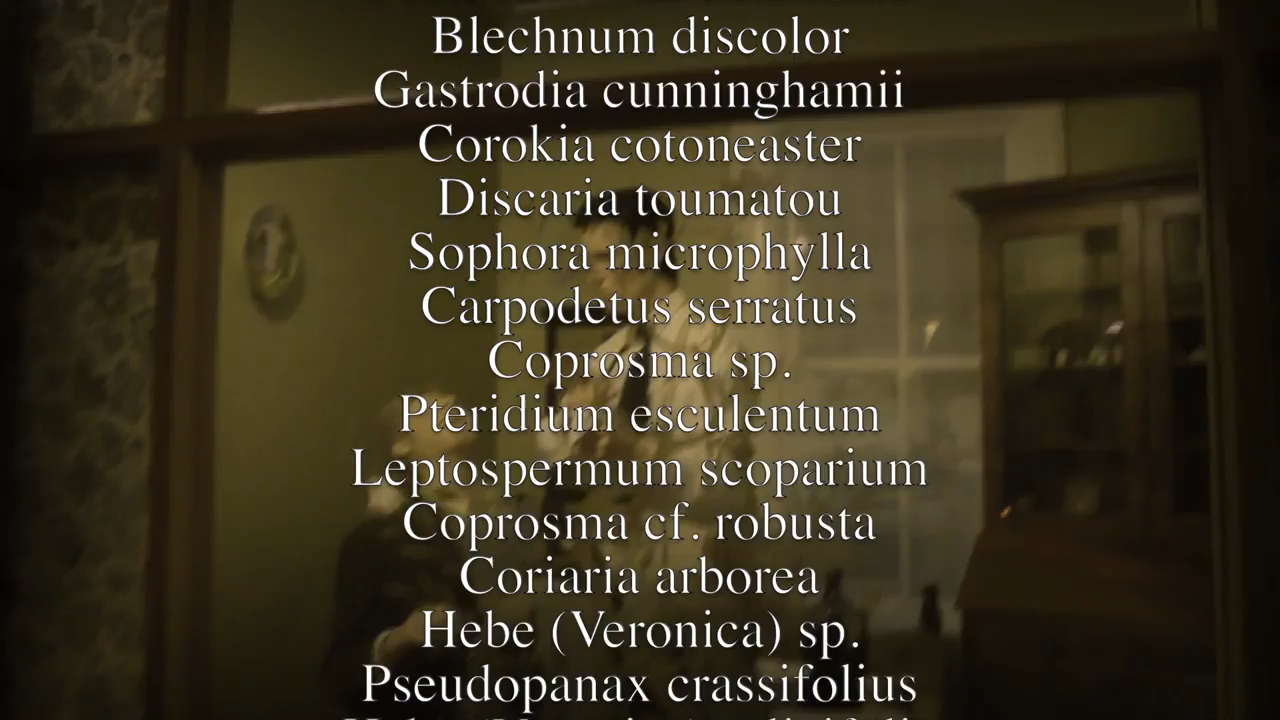 Blechnum discolor
Gastrodia cunninghamii
Corokia cotoneaster
Discaria toumatou
Sophora microphylla
Carpodetus serratus
Coprosma sp.
Pteridium esculentum
Leptospermum scoparium
Coprosma cf. robusta
Coriaria arborea
Hebe (Veronica) sp.
Pseudopanax crassifolius